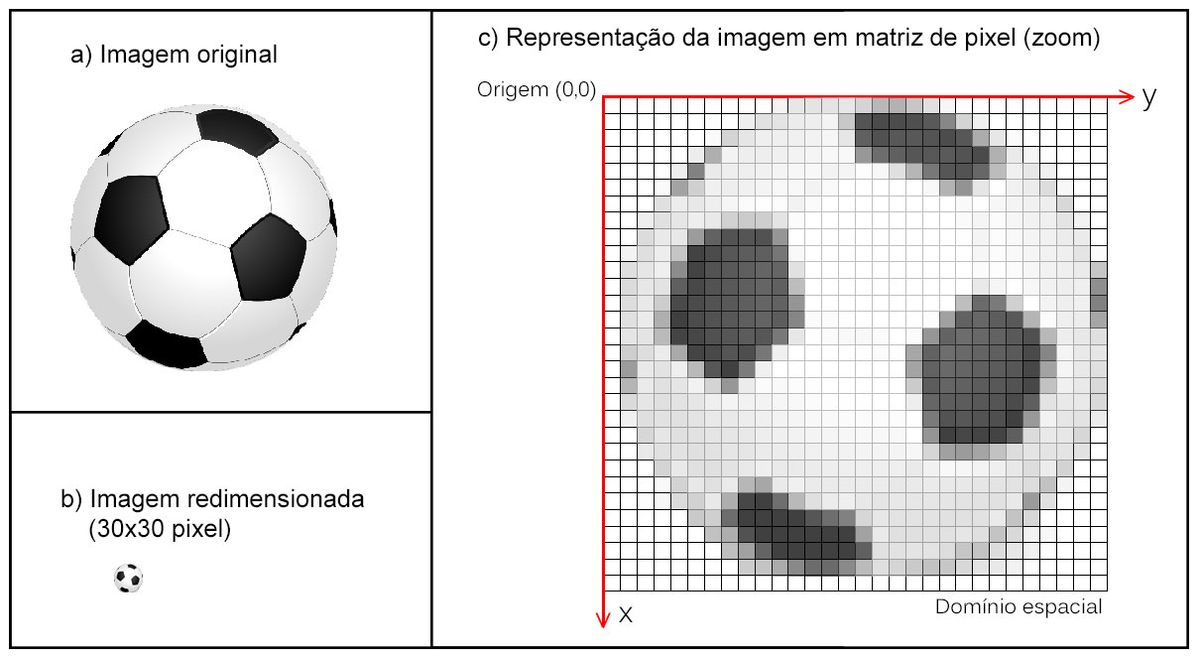 a) Imagem original
b) Imagem redimensionada
(30x30 pixel)
c) Representação da imagem em matriz de pixel (zoom)
Origem (0,0)
y
x
Domínio espacial